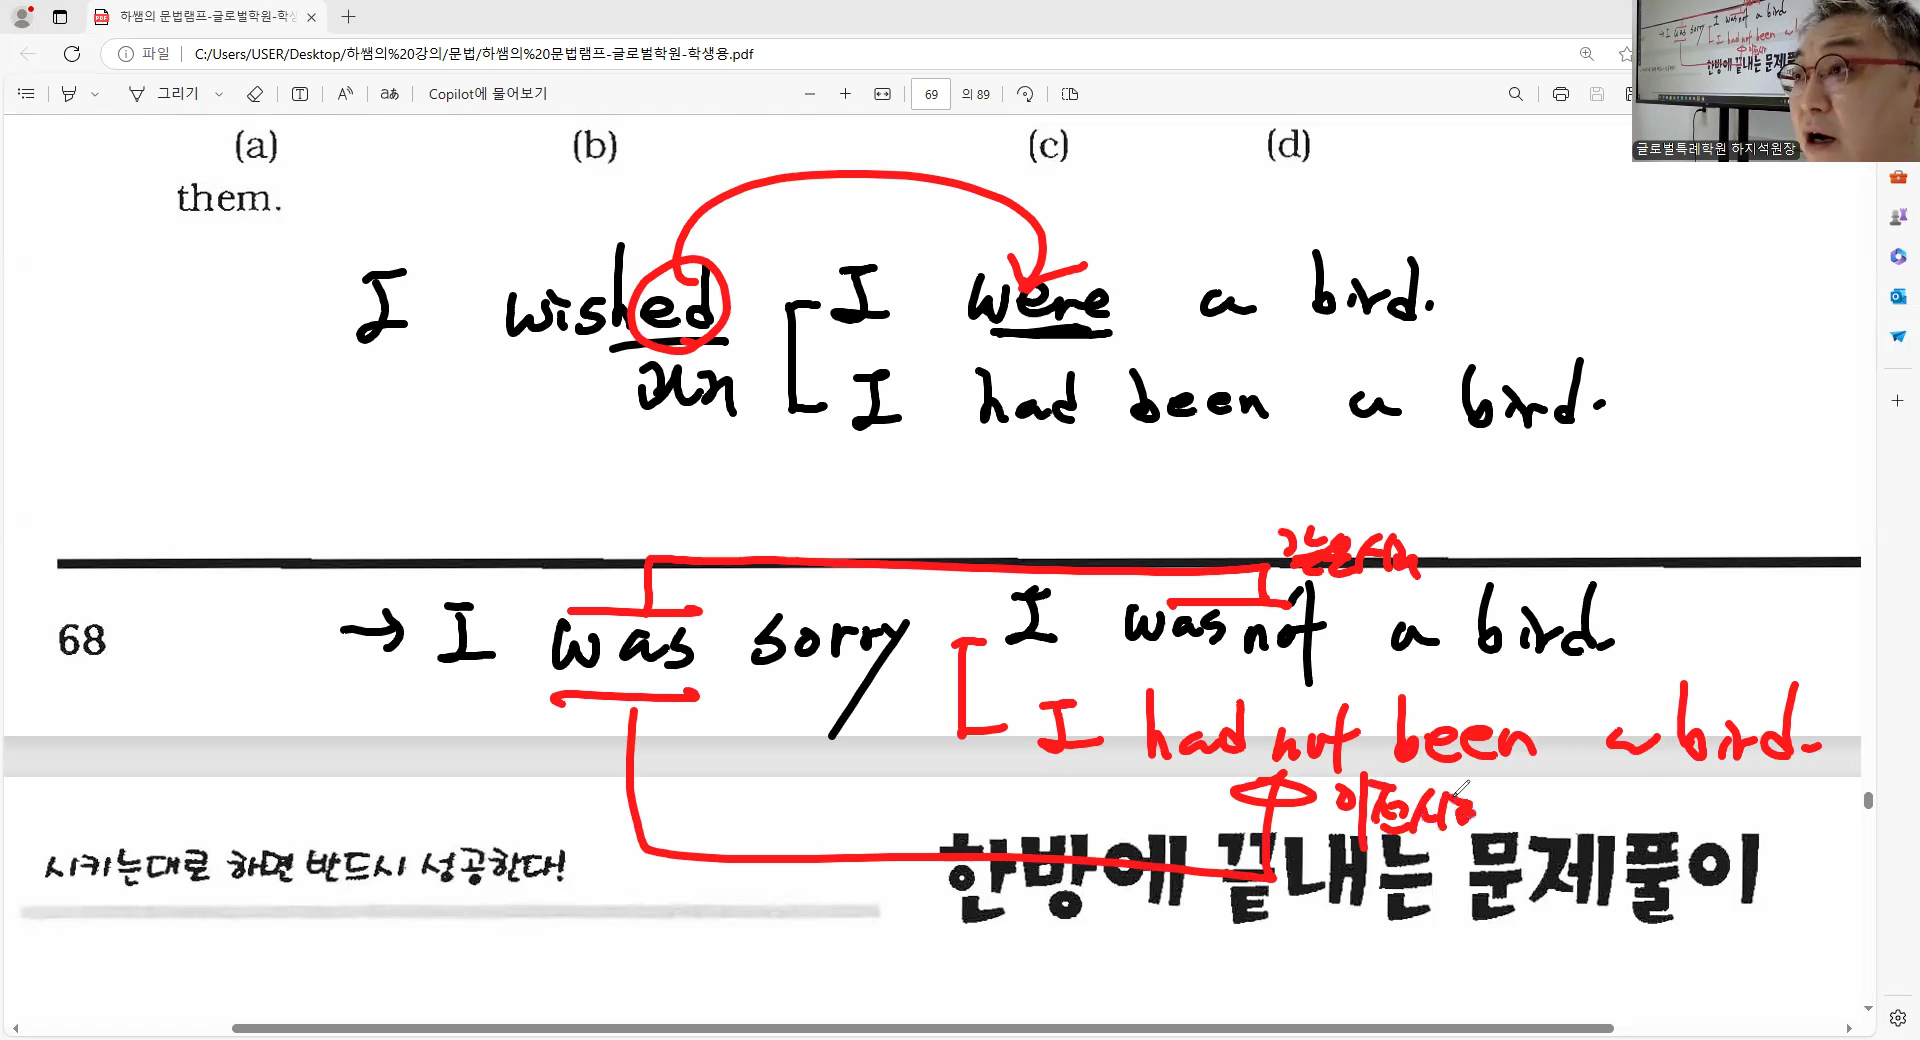 하쌤의 문법램프-글로벌학원-학생
파일 C:/Users/USER/Desktop/하쌤의%20강의/문법/하쌤의%20문법램프-글로벌학원-학생용.pdf
그리기 Copilot에 물어보기 69 의 89
글로벌특례학원 하지석원장
(a) (b) (c) (d)
them.
I wished I were a bird.
I had been a bird.
같은시제
68 → I was sorry / I was not a bird
I had not been a bird.
이전시제
시키는대로 하면 반드시 성공한다!
한방에 끝내는 문제풀이